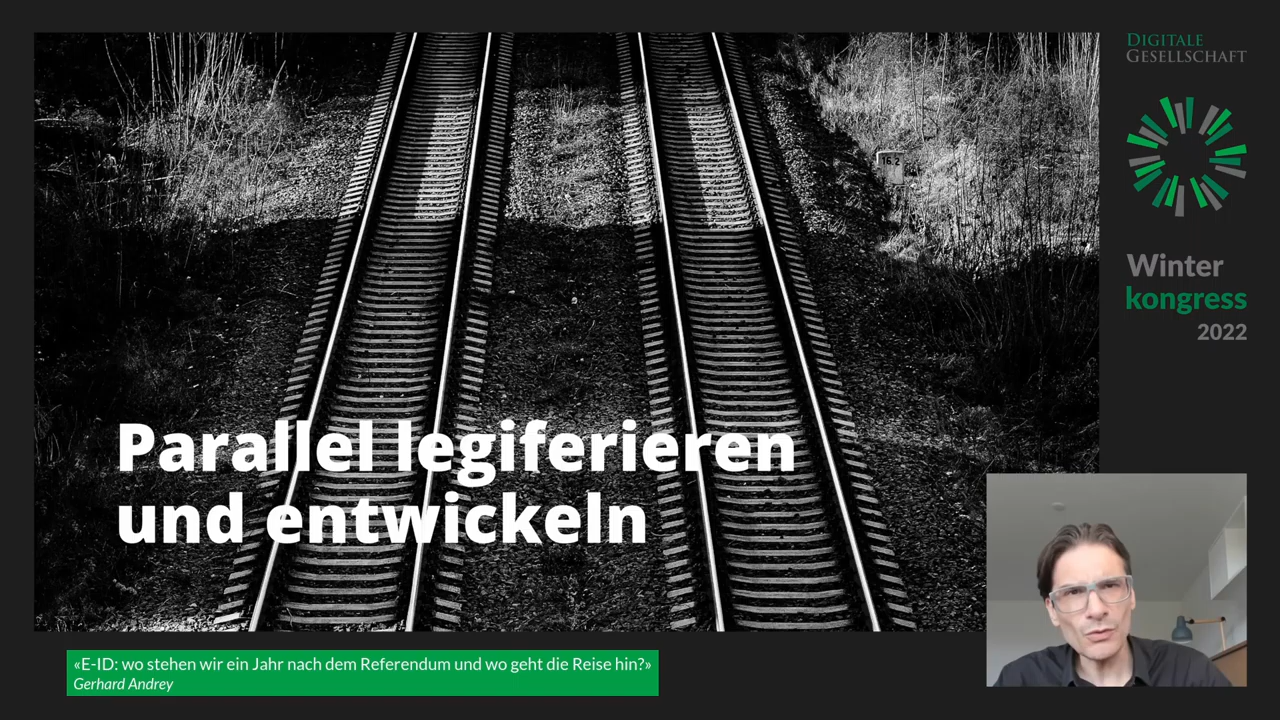 DIGITALE
GESELLSCHAFT
16.2
Winter
kongress
2022
Parallel legiferieren
und entwickeln
«E-ID: wo stehen wir ein Jahr nach dem Referendum und wo geht die Reise hin?»
Gerhard Andrey